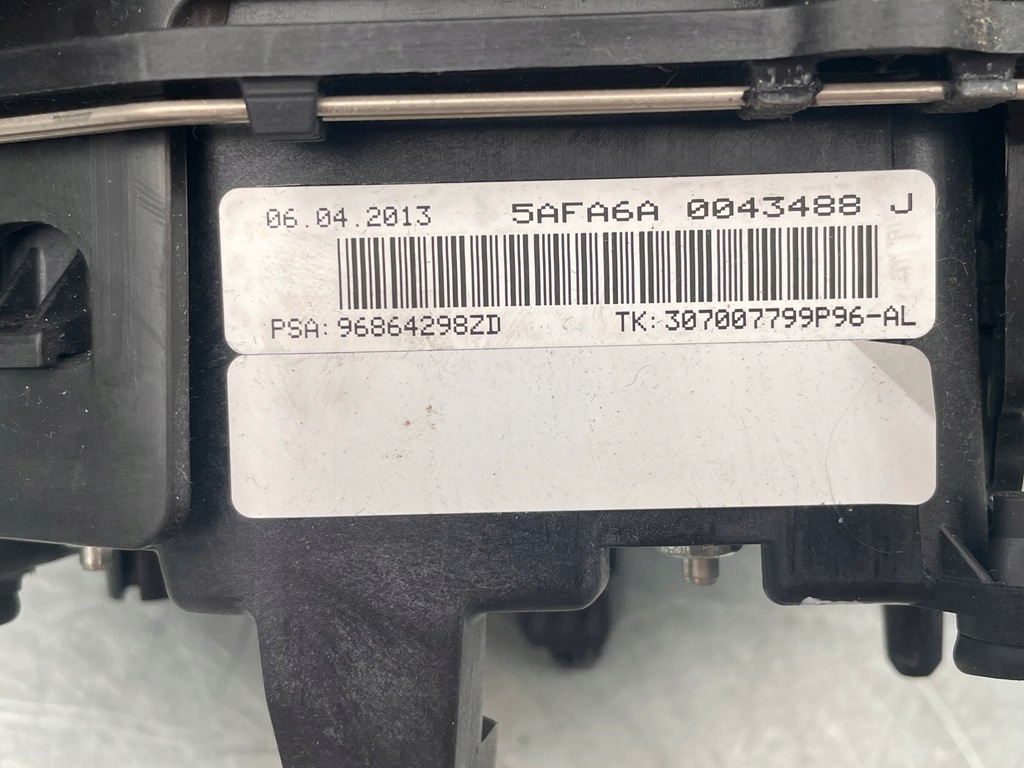 06.04.2013 5AFA6A 0043488 J
PSA:96864298ZD TK:307007799P96-AL